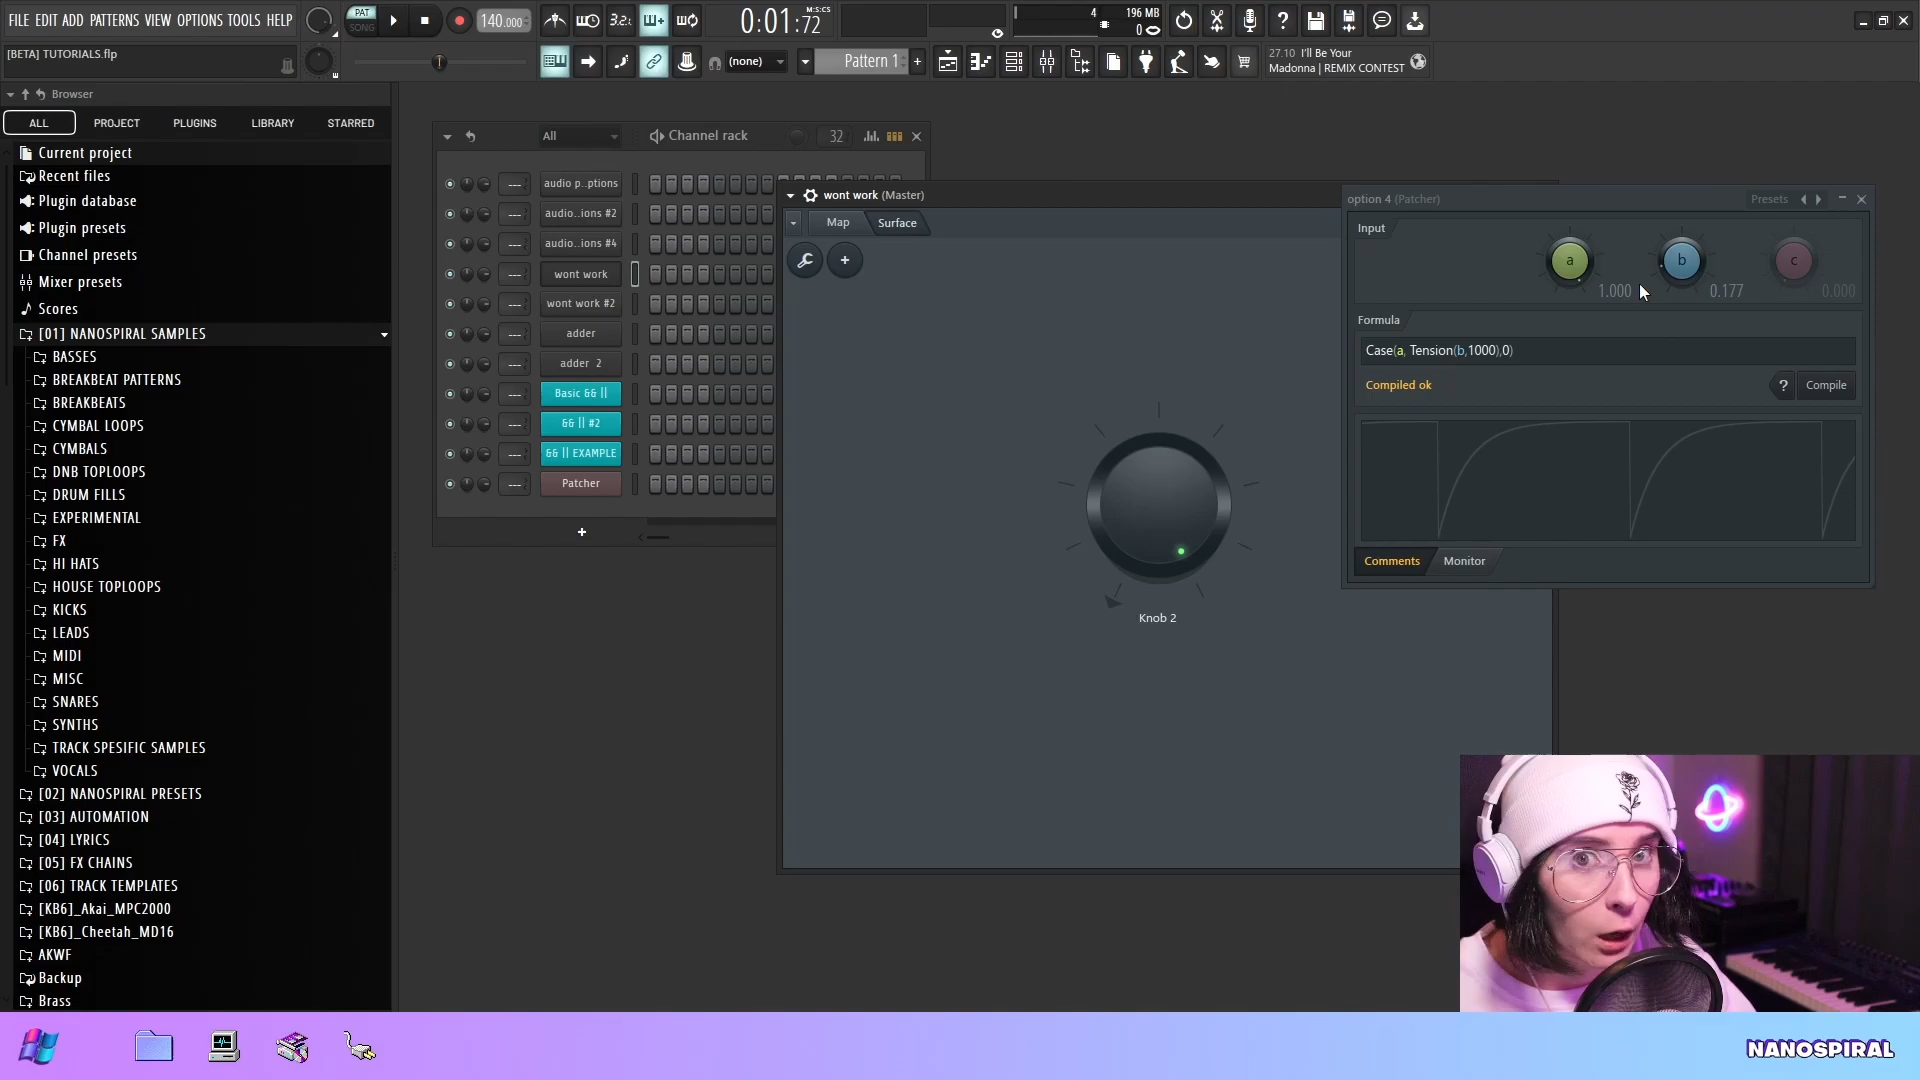 FILE EDIT ADD PATTERNS VIEW OPTIONS TOOLS HELP
PAT
SONG
140.000
3.2.
0:01:72
M:S:CS
4
196 MB
0
[BETA] TUTORIALS.flp
(none)
Pattern 1
+
27.10 I'll Be Your
Madonna | REMIX CONTEST
Browser
ALL
PROJECT
PLUGINS
LIBRARY
STARRED
Current project
Recent files
Plugin database
Plugin presets
Channel presets
Mixer presets
Scores
[01] NANOSPIRAL SAMPLES
BASSES
BREAKBEAT PATTERNS
BREAKBEATS
CYMBAL LOOPS
CYMBALS
DNB TOPLOOPS
DRUM FILLS
EXPERIMENTAL
FX
HI HATS
HOUSE TOPLOOPS
KICKS
LEADS
MIDI
MISC
SNARES
SYNTHS
TRACK SPESIFIC SAMPLES
VOCALS
[02] NANOSPIRAL PRESETS
[03] AUTOMATION
[04] LYRICS
[05] FX CHAINS
[06] TRACK TEMPLATES
[KB6]_Akai_MPC2000
[KB6]_Cheetah_MD16
AKWF
Backup
Brass
All
Channel rack
32
audio p..ptions
audio..ions #2
audio..ions #4
wont work
wont work #2
adder
adder 2
Basic && ||
&& || #2
&& || EXAMPLE
Patcher
+
wont work (Master)
Map
Surface
+
Knob 2
option 4 (Patcher)
Presets
Input
a
1.000
b
0.177
c
0.000
Formula
Case(a, Tension(b,1000),0)
Compiled ok
?
Compile
Comments
Monitor
NANOSPIRAL